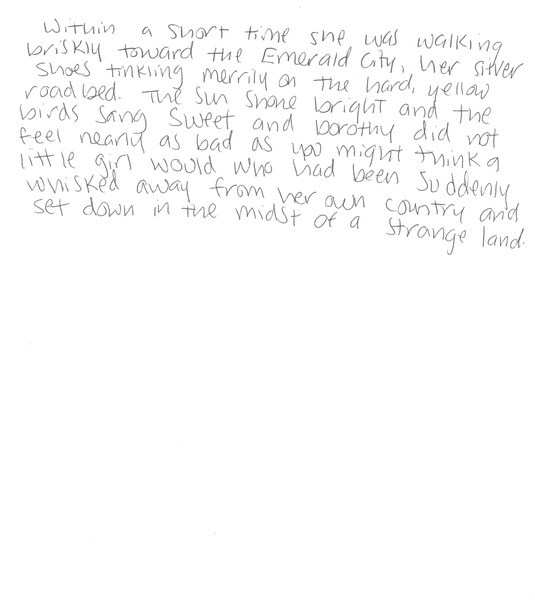 Within a short time she was walking
briskly toward the Emerald City, her silver
shoes tinkling merrily on the hard, yellow
roadbed. The sun shone bright and the
birds sang sweet and Dorothy did not
feel nearly as bad as you might think a
little girl would who had been suddenly
whisked away from her own country and
set down in the midst of a strange land.